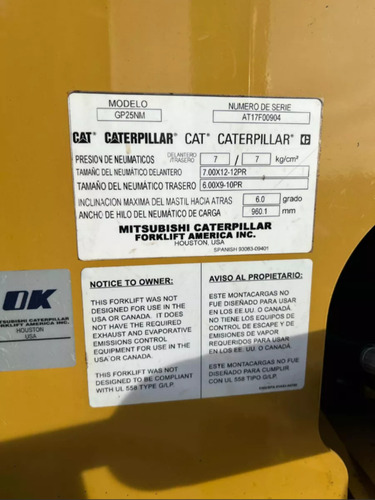 MODELO
GP25NM
NUMERO DE SERIE
AT17F00904
CAT® CATERPILLAR® CAT® CATERPILLAR®
PRESION DE NEUMATICOS DELANTERO /TRASERO 7 / 7 kg/cm²
TAMAÑO DEL NEUMÁTICO DELANTERO 7.00X12-12PR
TAMAÑO DEL NEUMÁTICO TRASERO 6.00X9-10PR
INCLINACION MAXIMA DEL MASTIL HACIA ATRAS 6.0 grado
ANCHO DE HILO DEL NEUMÁTICO DE CARGA 960.1 mm
MITSUBISHI CATERPILLAR
FORKLIFT AMERICA INC.
HOUSTON, USA
SPANISH 93083-09401
OK
MITSUBISHI CATERPILLAR
FORKLIFT AMERICA INC.
HOUSTON
USA
NOTICE TO OWNER:
THIS FORKLIFT WAS NOT
DESIGNED FOR USE IN THE
USA OR CANADA. IT DOES
NOT HAVE THE REQUIRED
EXHAUST AND EVAPORATIVE
EMISSIONS CONTROL
EQUIPMENT FOR USE IN THE
USA OR CANADA.
THIS FORKLIFT WAS NOT
DESIGNED TO BE COMPLIANT
WITH UL 558 TYPE G/LP.
AVISO AL PROPIETARIO:
ESTE MONTACARGAS NO
FUE DISEÑADO PARA USAR
EN LOS EE. UU. O CANADÁ.
NO TIENE LOS EQUIPOS DE
CONTROL DE ESCAPE Y DE
EMISIONES DE VAPOR
REQUERIDOS PARA USAR
EN LOS EE UU. O CANADÁ.
ESTE MONTACARGAS NO FUE
DISEÑADO PARA CUMPLIR
CON UL 558 TIPO G/LP.